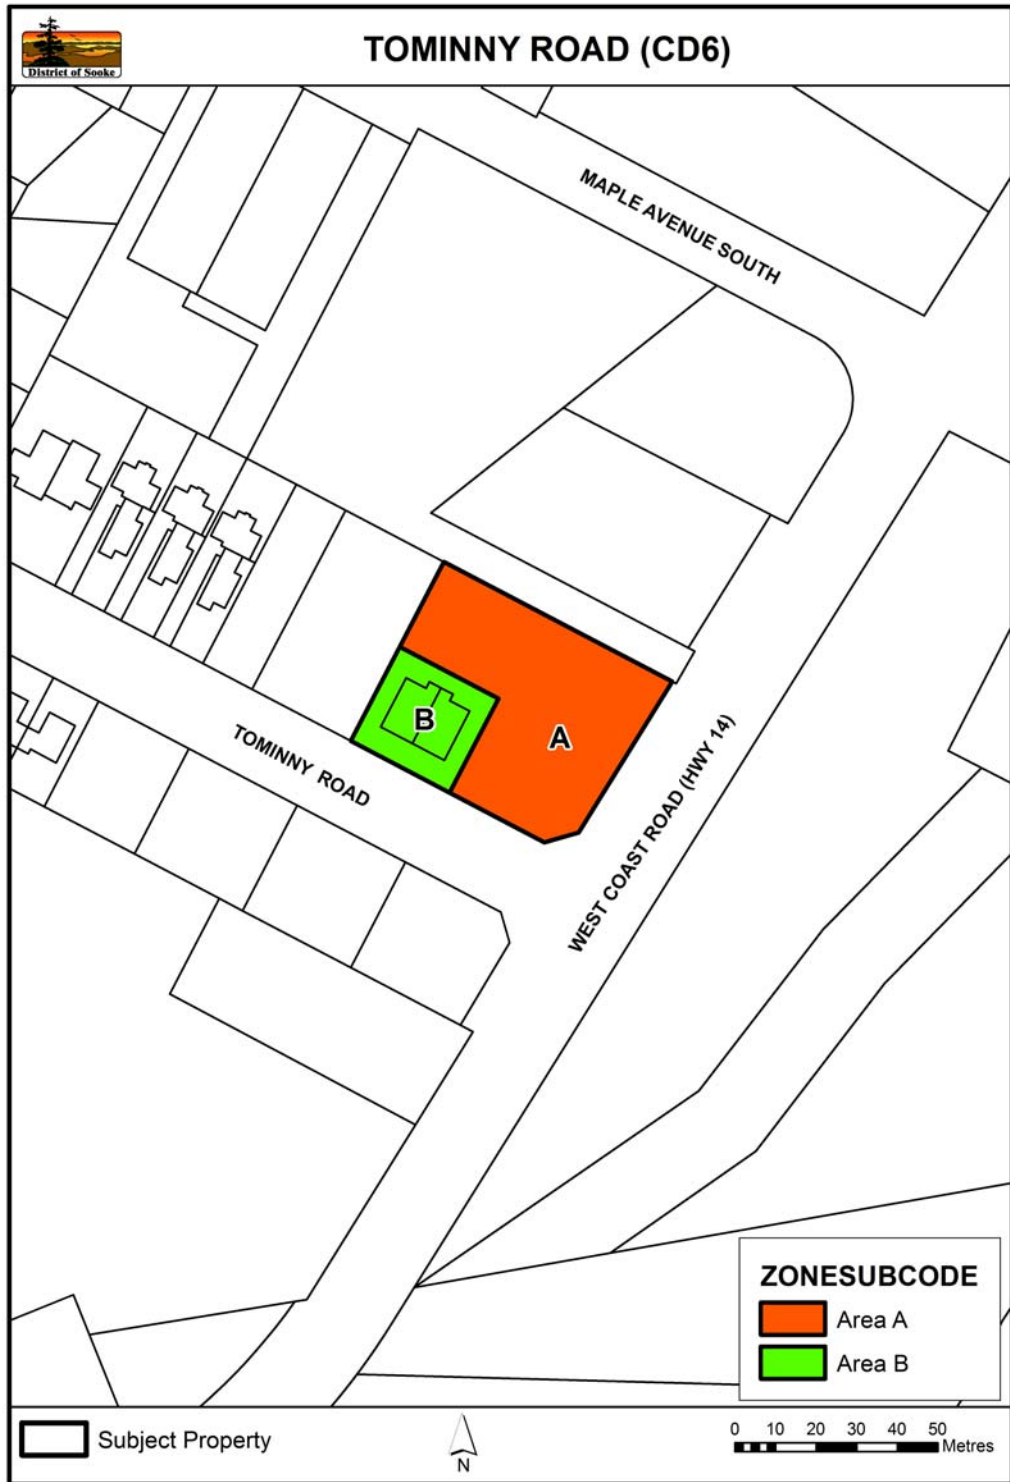 District of Sooke
TOMINNY ROAD (CD6)
MAPLE AVENUE SOUTH
B
A
TOMINNY ROAD
WEST COAST ROAD (HWY 14)
ZONESUBCODE
Area A
Area B
Subject Property
N
0 10 20 30 40 50
Metres